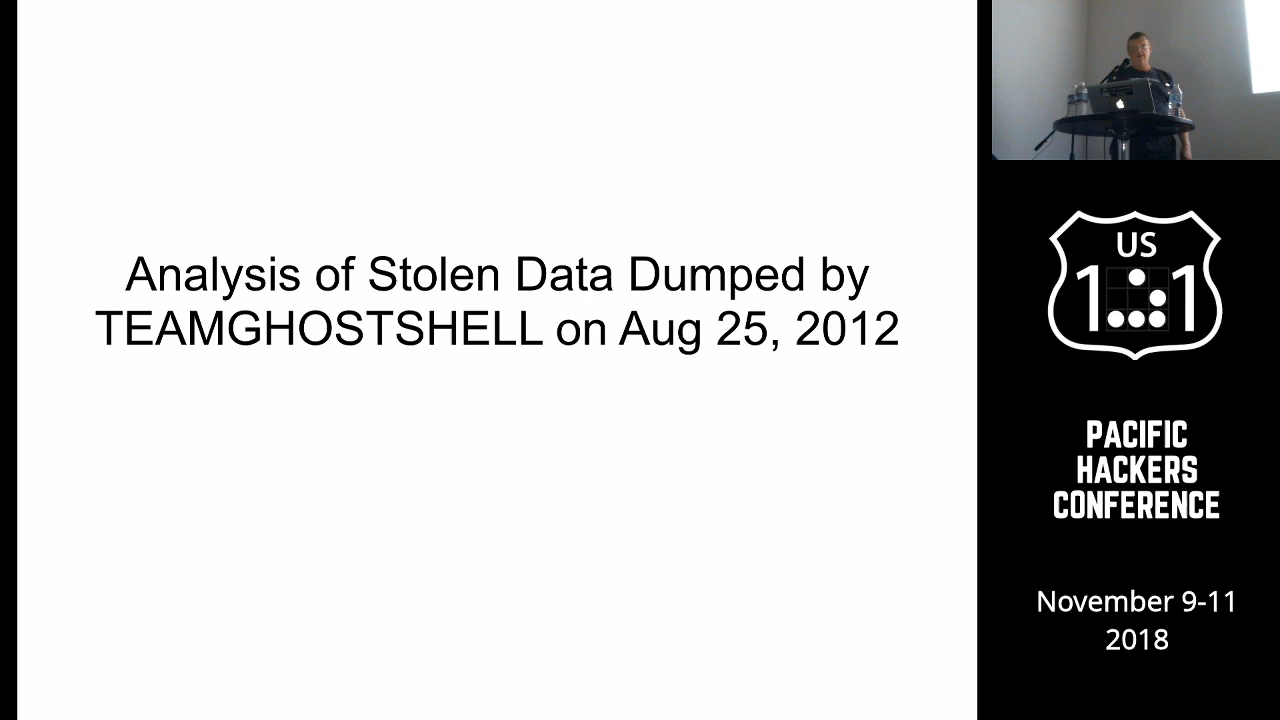 Analysis of Stolen Data Dumped by
TEAMGHOSTSHELL on Aug 25, 2012
US
1 1
PACIFIC
HACKERS
CONFERENCE
November 9-11
2018